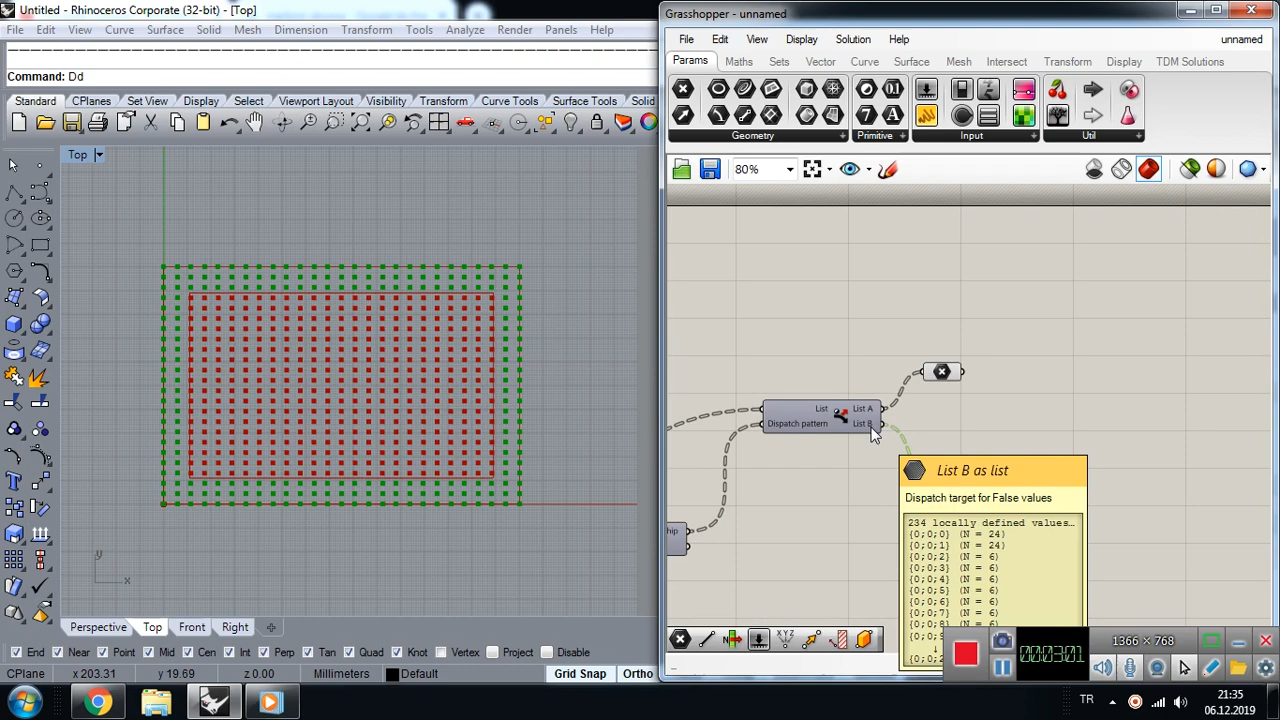 Untitled - Rhinoceros Corporate (32-bit) - [Top]
File Edit View Curve Surface Solid Mesh Dimension Transform Tools Analyze Render Panels Help
Command: Dd
Standard CPlanes Set View Display Select Viewport Layout Visibility Transform Curve Tools Surface Tools Solid
Top
y
x
Perspective Top Front Right
End Near Point Mid Cen Int Perp Tan Quad Knot Vertex Project Disable
CPlane x 203.31 y 19.69 z 0.00 Millimeters Default Grid Snap Ortho
Grasshopper - unnamed
File Edit View Display Solution Help unnamed
Params Maths Sets Vector Curve Surface Mesh Intersect Transform Display TDM Solutions
Geometry Primitive Input Util
80%
List List A
Dispatch pattern List B
hip
List B as list
Dispatch target for False values
234 locally defined values…
{0;0;0} (N = 24)
{0;0;1} (N = 24)
{0;0;2} (N = 6)
{0;0;3} (N = 6)
{0;0;4} (N = 6)
{0;0;5} (N = 6)
{0;0;6} (N = 6)
{0;0;7} (N = 6)
1366 × 768
00:03:01
TR 21:35
06.12.2019